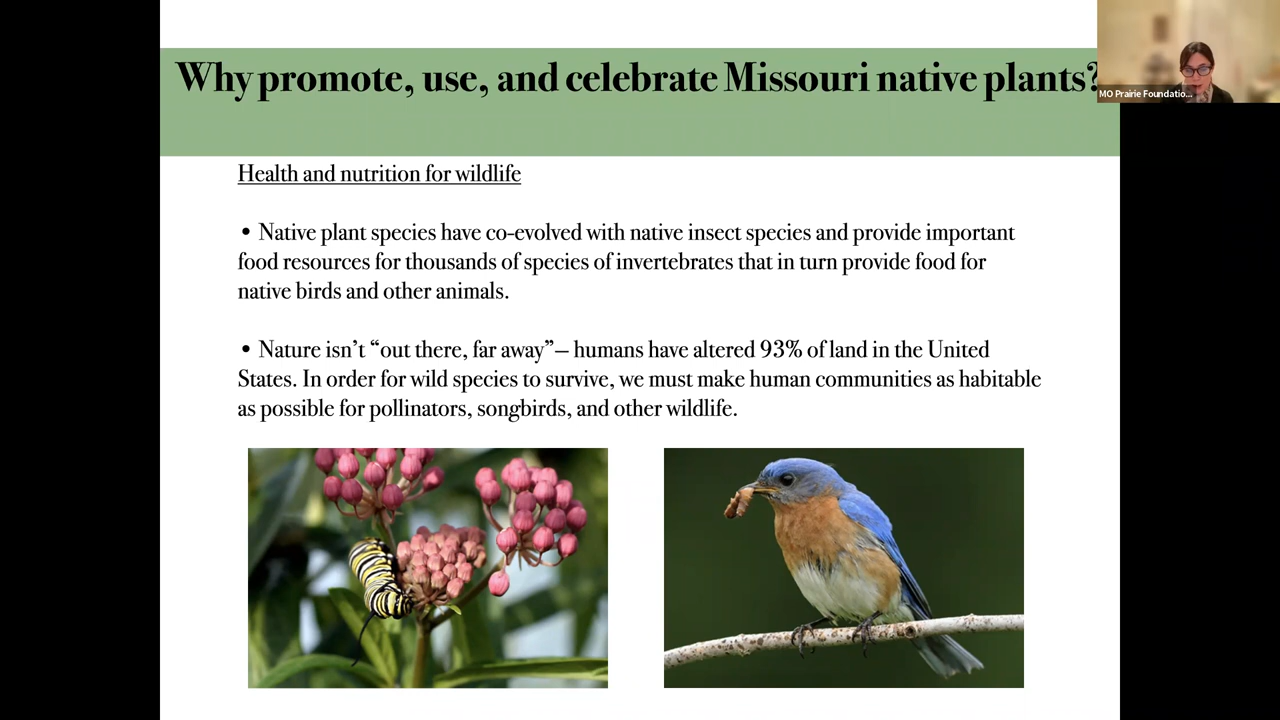 Why promote, use, and celebrate Missouri native plants?
MO Prairie Foundatio...
Health and nutrition for wildlife
• Native plant species have co-evolved with native insect species and provide important
food resources for thousands of species of invertebrates that in turn provide food for
native birds and other animals.
• Nature isn’t “out there, far away”– humans have altered 93% of land in the United
States. In order for wild species to survive, we must make human communities as habitable
as possible for pollinators, songbirds, and other wildlife.